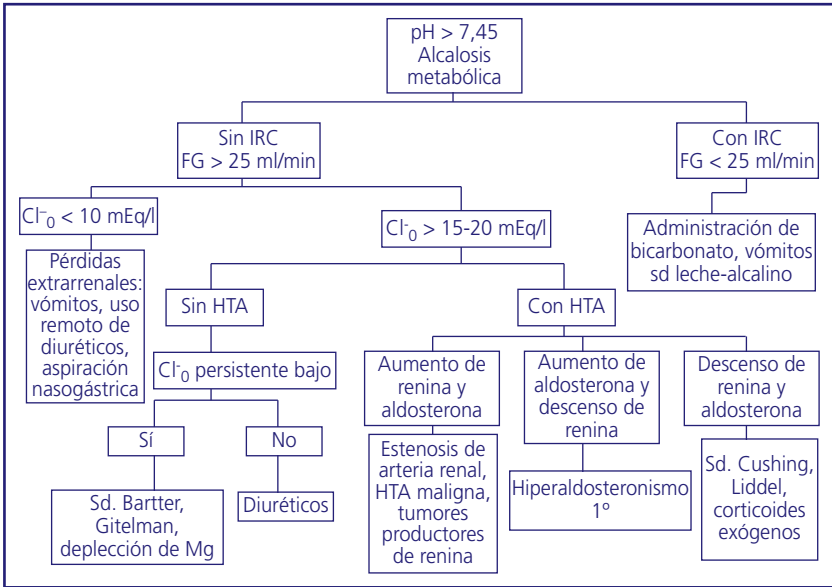 pH > 7,45
Alcalosis
metabólica
Sin IRC
FG > 25 ml/min
Con IRC
FG < 25 ml/min
Cl⁻₀ < 10 mEq/l
Cl⁻₀ > 15-20 mEq/l
Administración de
bicarbonato, vómitos
sd leche-alcalino
Pérdidas
extrarrenales:
vómitos, uso
remoto de
diuréticos,
aspiración
nasogástrica
Sin HTA
Con HTA
Cl⁻₀ persistente bajo
Aumento de
renina y
aldosterona
Aumento de
aldosterona y
descenso de
renina
Descenso de
renina y
aldosterona
Sí
No
Sd. Bartter,
Gitelman,
deplección de Mg
Diuréticos
Estenosis de
arteria renal,
HTA maligna,
tumores
productores
de renina
Hiperaldosteronismo
1º
Sd. Cushing,
Liddel,
corticoides
exógenos